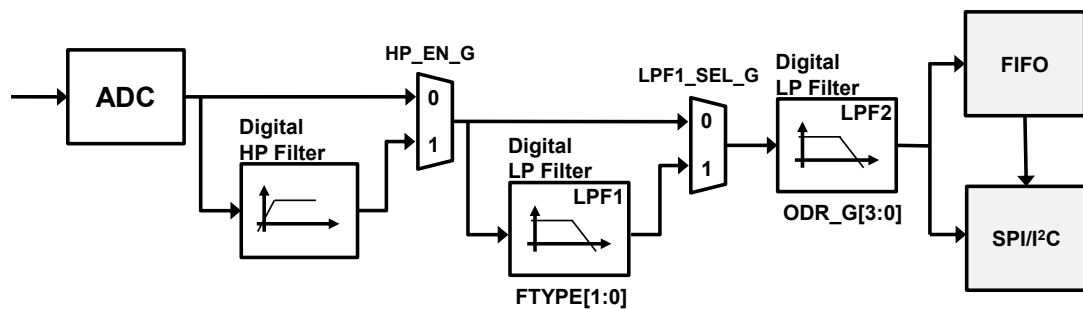 ADC
HP_EN_G
0
1
Digital
HP Filter
LPF1_SEL_G
0
1
Digital
LP Filter
LPF1
FTYPE[1:0]
Digital
LP Filter
LPF2
ODR_G[3:0]
FIFO
SPI/I²C